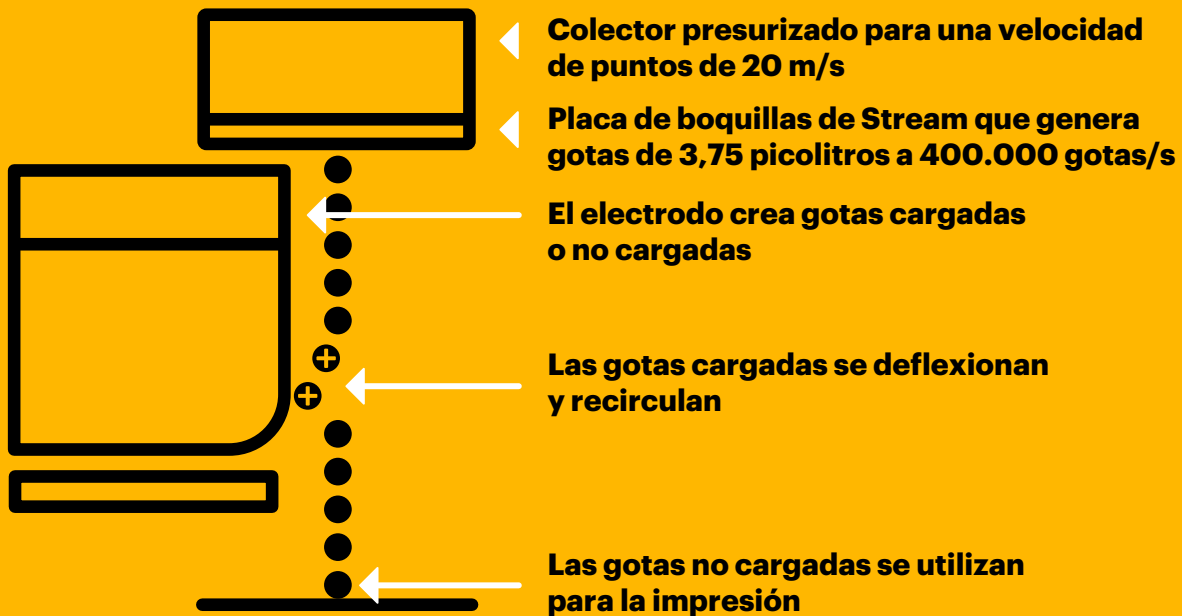 Colector presurizado para una velocidad
de puntos de 20 m/s
Placa de boquillas de Stream que genera
gotas de 3,75 picolitros a 400.000 gotas/s
El electrodo crea gotas cargadas
o no cargadas
Las gotas cargadas se deflexionan
y recirculan
Las gotas no cargadas se utilizan
para la impresión